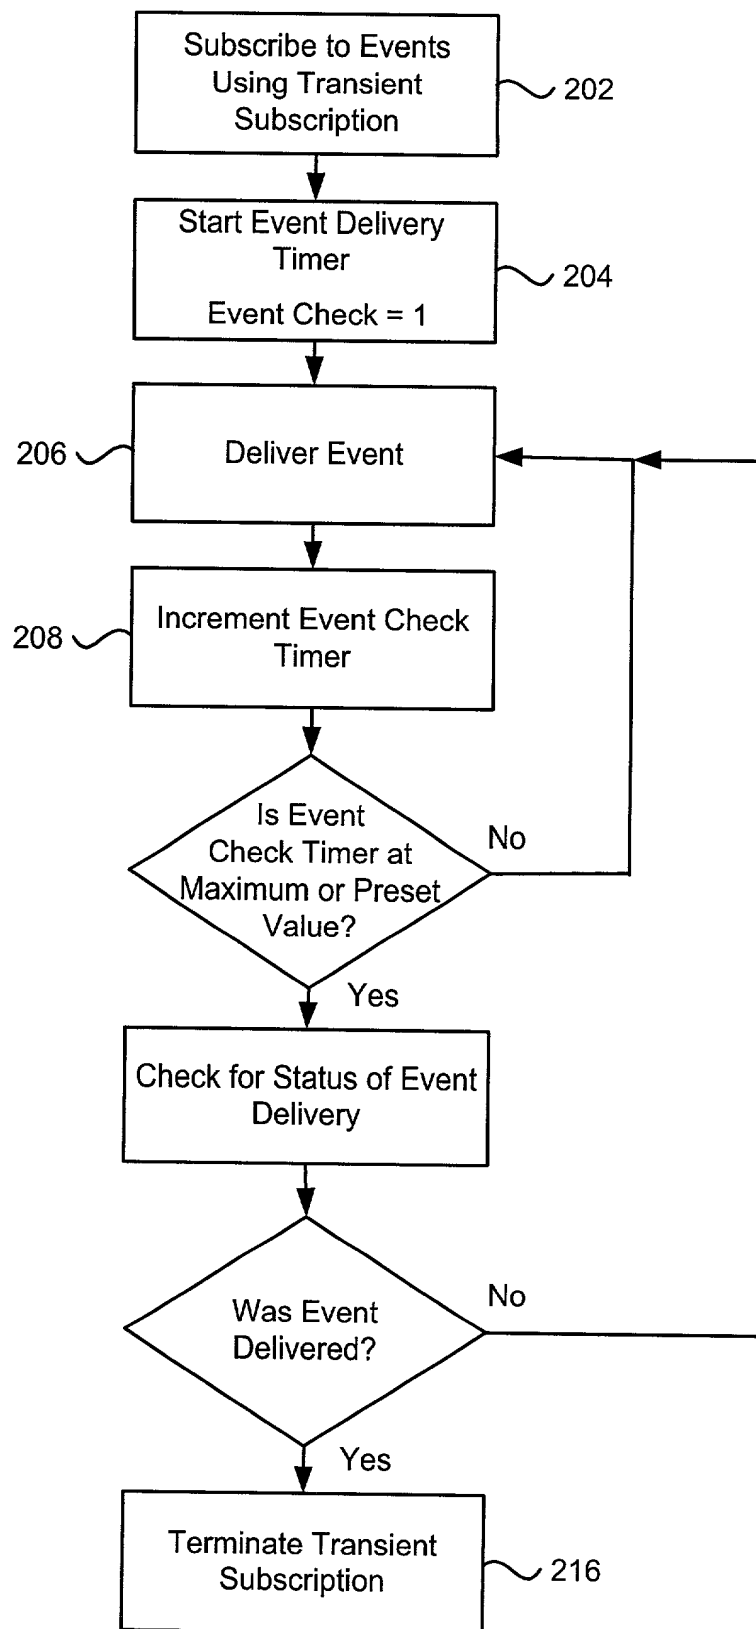 Subscribe to Events
Using Transient
Subscription
202
Start Event Delivery
Timer
Event Check = 1
204
206
Deliver Event
208
Increment Event Check
Timer
Is Event
Check Timer at
Maximum or Preset
Value?
No
Yes
Check for Status of Event
Delivery
Was Event
Delivered?
No
Yes
Terminate Transient
Subscription
216